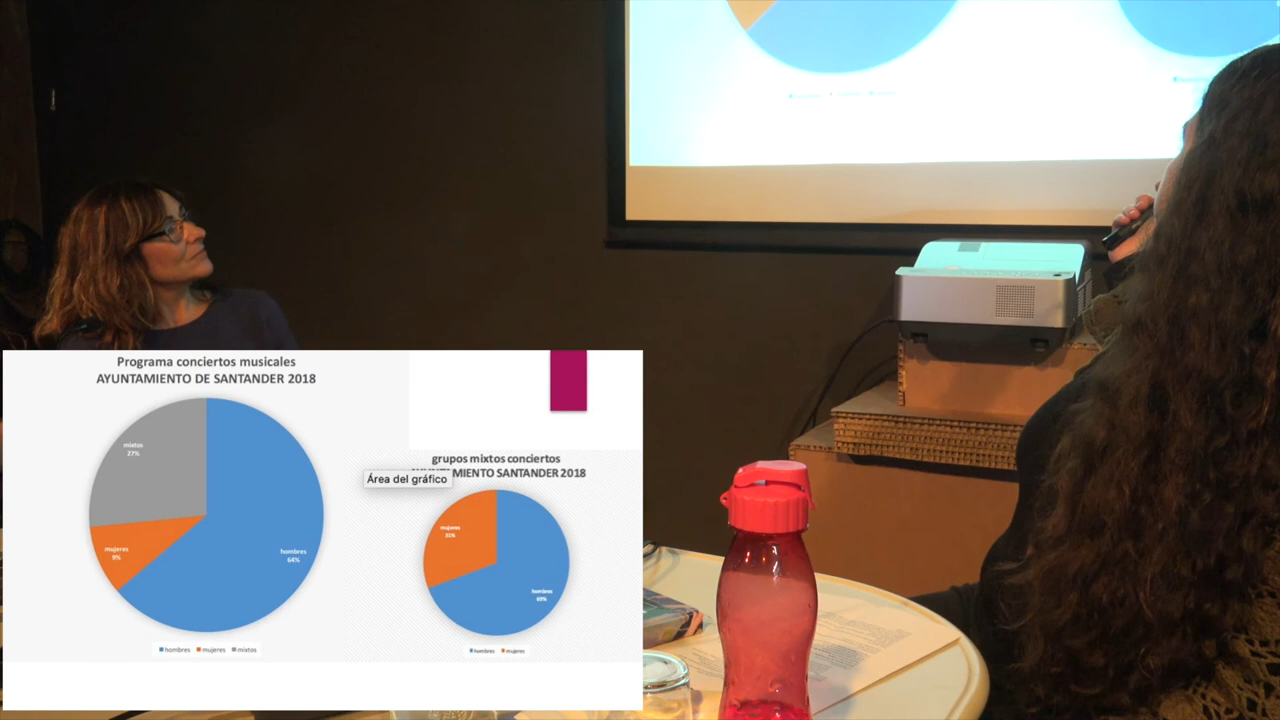 Programa conciertos musicales
AYUNTAMIENTO DE SANTANDER 2018
mixtos
27%
mujeres
9%
hombres
64%
hombres mujeres mixtos
grupos mixtos conciertos
MIENTO SANTANDER 2018
Área del gráfico
mujeres
31%
hombres
69%
hombres mujeres